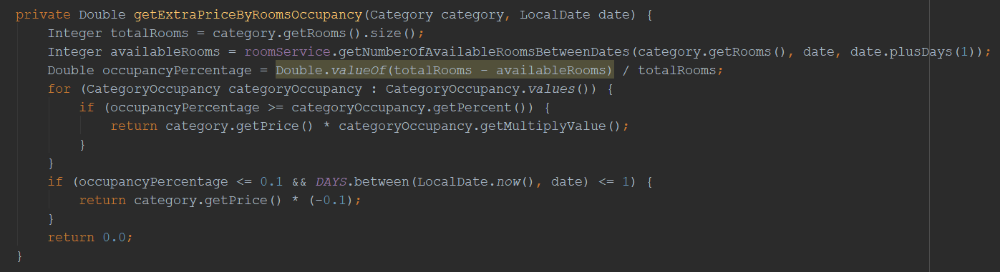 private Double getExtraPriceByRoomsOccupancy(Category category, LocalDate date) {
    Integer totalRooms = category.getRooms().size();
    Integer availableRooms = roomService.getNumberOfAvailableRoomsBetweenDates(category.getRooms(), date, date.plusDays(1));
    Double occupancyPercentage = Double.valueOf(totalRooms - availableRooms) / totalRooms;
    for (CategoryOccupancy categoryOccupancy : CategoryOccupancy.values()) {
        if (occupancyPercentage >= categoryOccupancy.getPercent()) {
            return category.getPrice() * categoryOccupancy.getMultiplyValue();
        }
    }
    if (occupancyPercentage <= 0.1 && DAYS.between(LocalDate.now(), date) <= 1) {
        return category.getPrice() * (-0.1);
    }
    return 0.0;
}